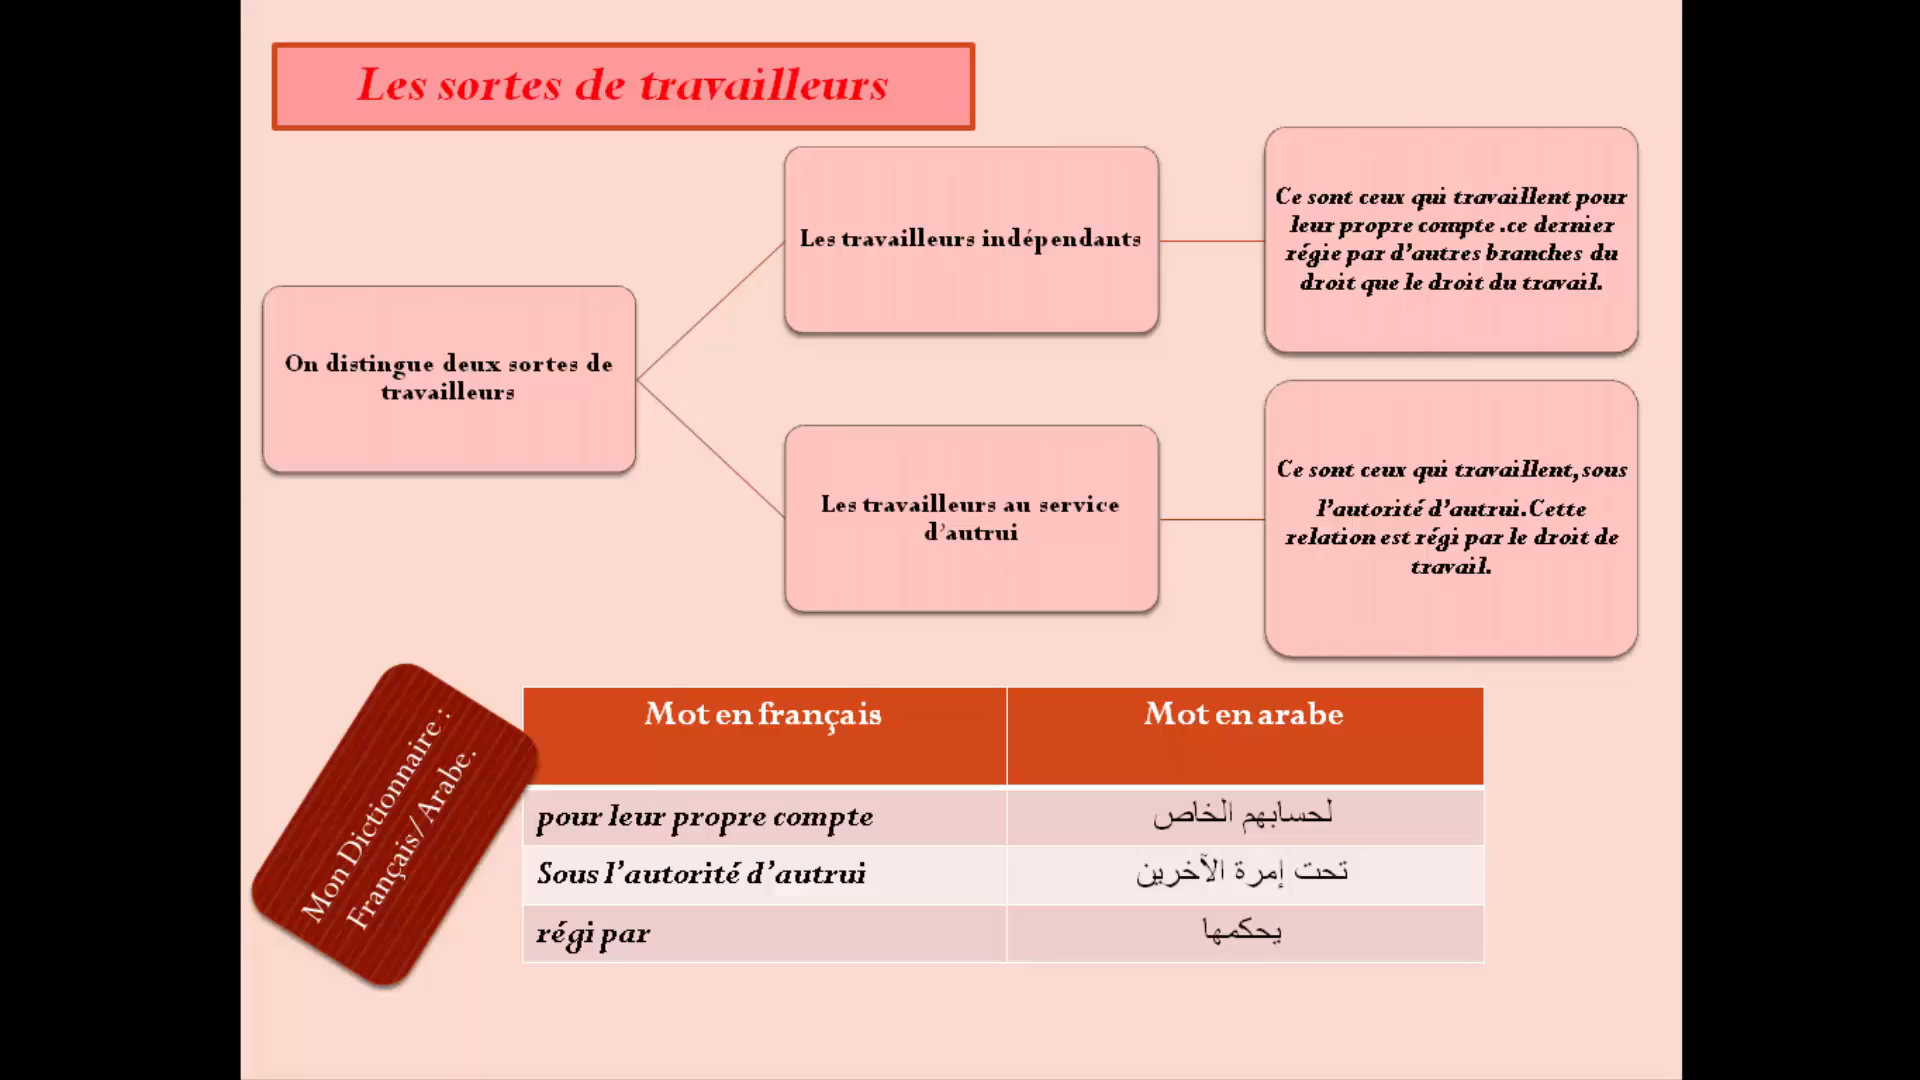 Les sortes de travailleurs
On distingue deux sortes de
travailleurs
Les travailleurs indépendants
Ce sont ceux qui travaillent pour
leur propre compte .ce dernier
régie par d’autres branches du
droit que le droit du travail.
Les travailleurs au service
d’autrui
Ce sont ceux qui travaillent,sous
l’autorité d’autrui.Cette
relation est régi par le droit de
travail.
Mon Dictionnaire :
Français/Arabe.
Mot en français
Mot en arabe
pour leur propre compte
لحسابهم الخاص
Sous l’autorité d’autrui
تحت إمرة الآخرين
régi par
يحكمها